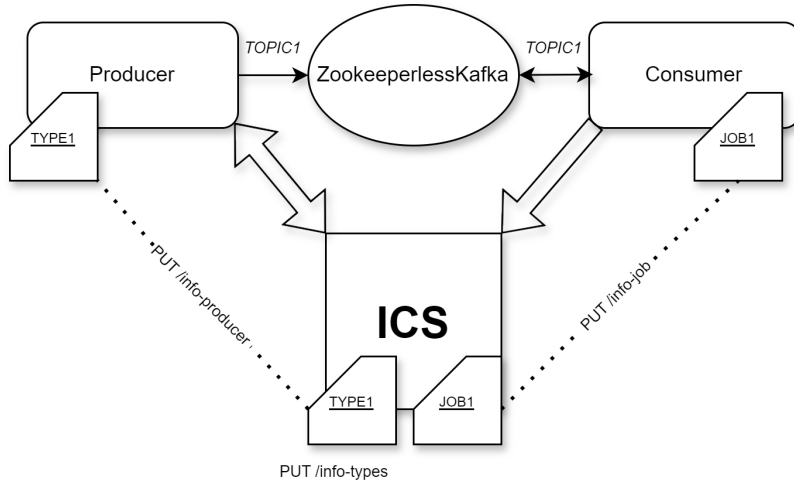 TOPIC1
TOPIC1
Producer
ZookeeperlessKafka
Consumer
TYPE1
JOB1
PUT /info-producer
PUT /info-job
ICS
TYPE1
JOB1
PUT /info-types